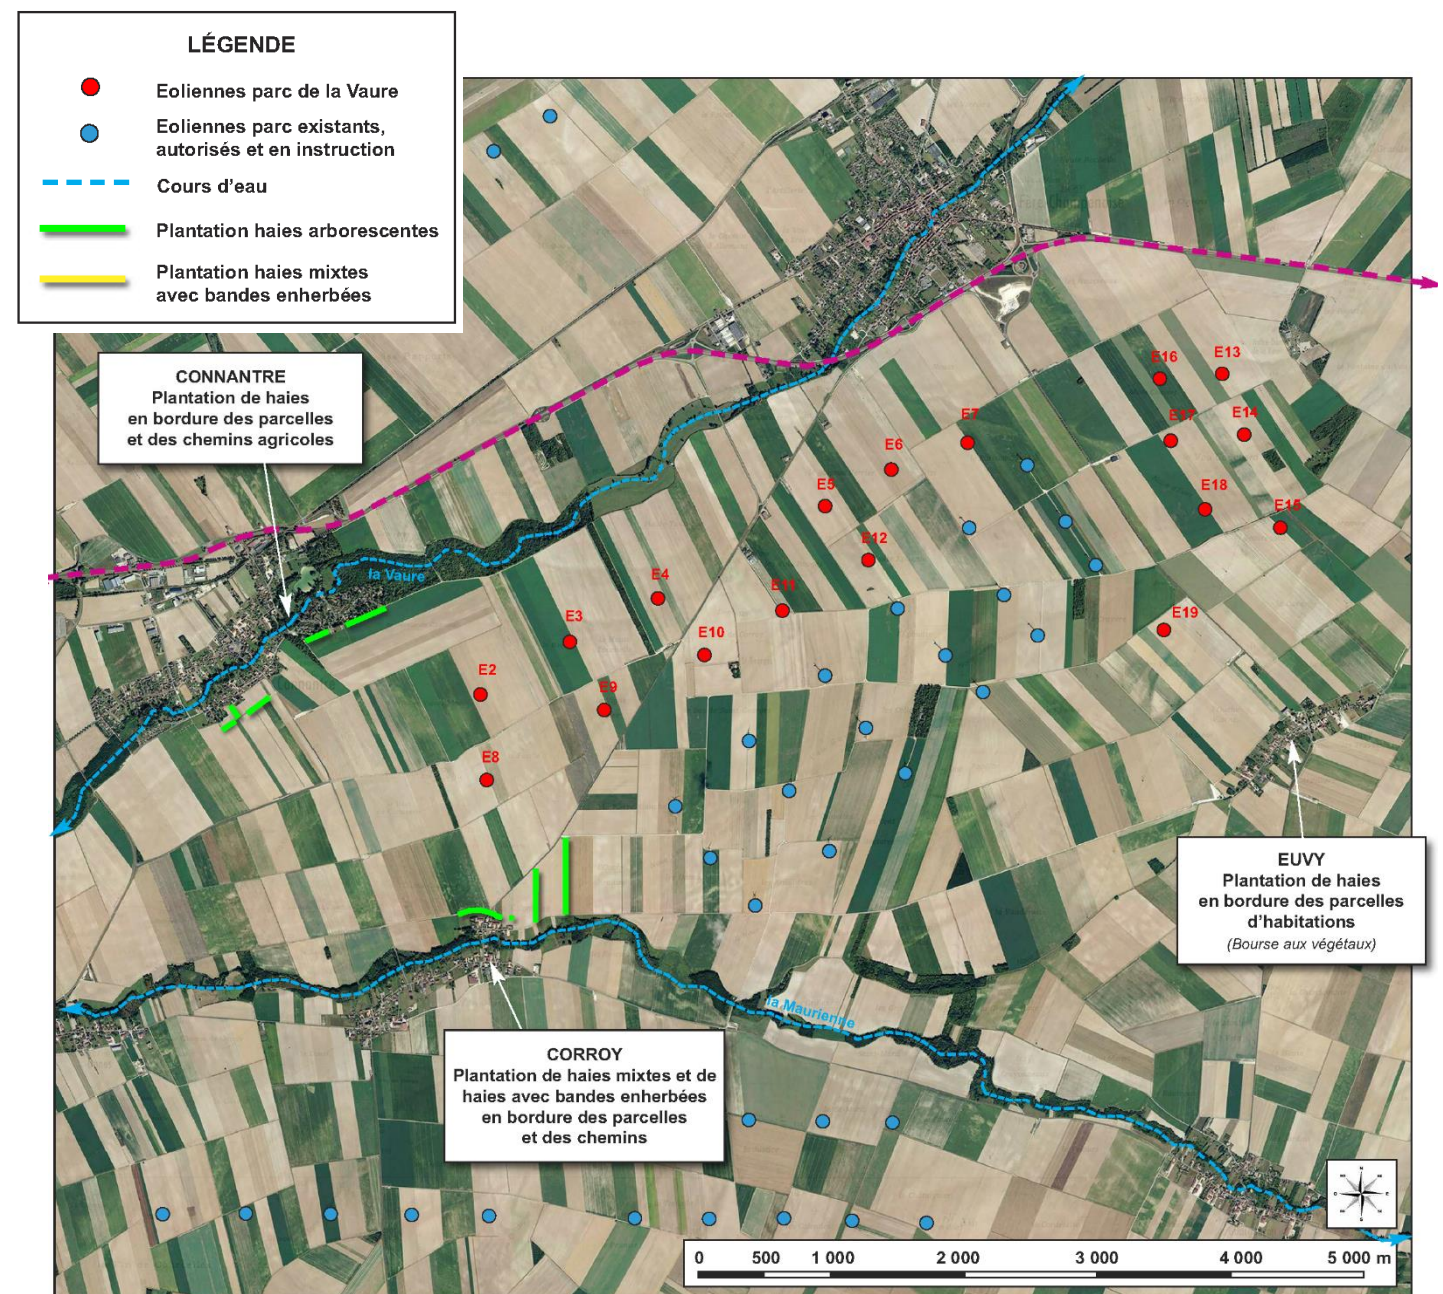 LÉGENDE
Eoliennes parc de la Vaure
Eoliennes parc existants,
autorisés et en instruction
Cours d'eau
Plantation haies arborescentes
Plantation haies mixtes
avec bandes enherbées
CONNANTRE
Plantation de haies
en bordure des parcelles
et des chemins agricoles
E16
E13
E7
E17
E14
E6
E5
E18
E15
E12
la Vaure
E4
E11
E3
E19
E10
E2
E9
E8
EUVY
Plantation de haies
en bordure des parcelles
d'habitations
(Bourse aux végétaux)
la Maurienne
CORROY
Plantation de haies mixtes et de
haies avec bandes enherbées
en bordure des parcelles
et des chemins
N
O
E
S
0 500 1 000 2 000 3 000 4 000 5 000 m